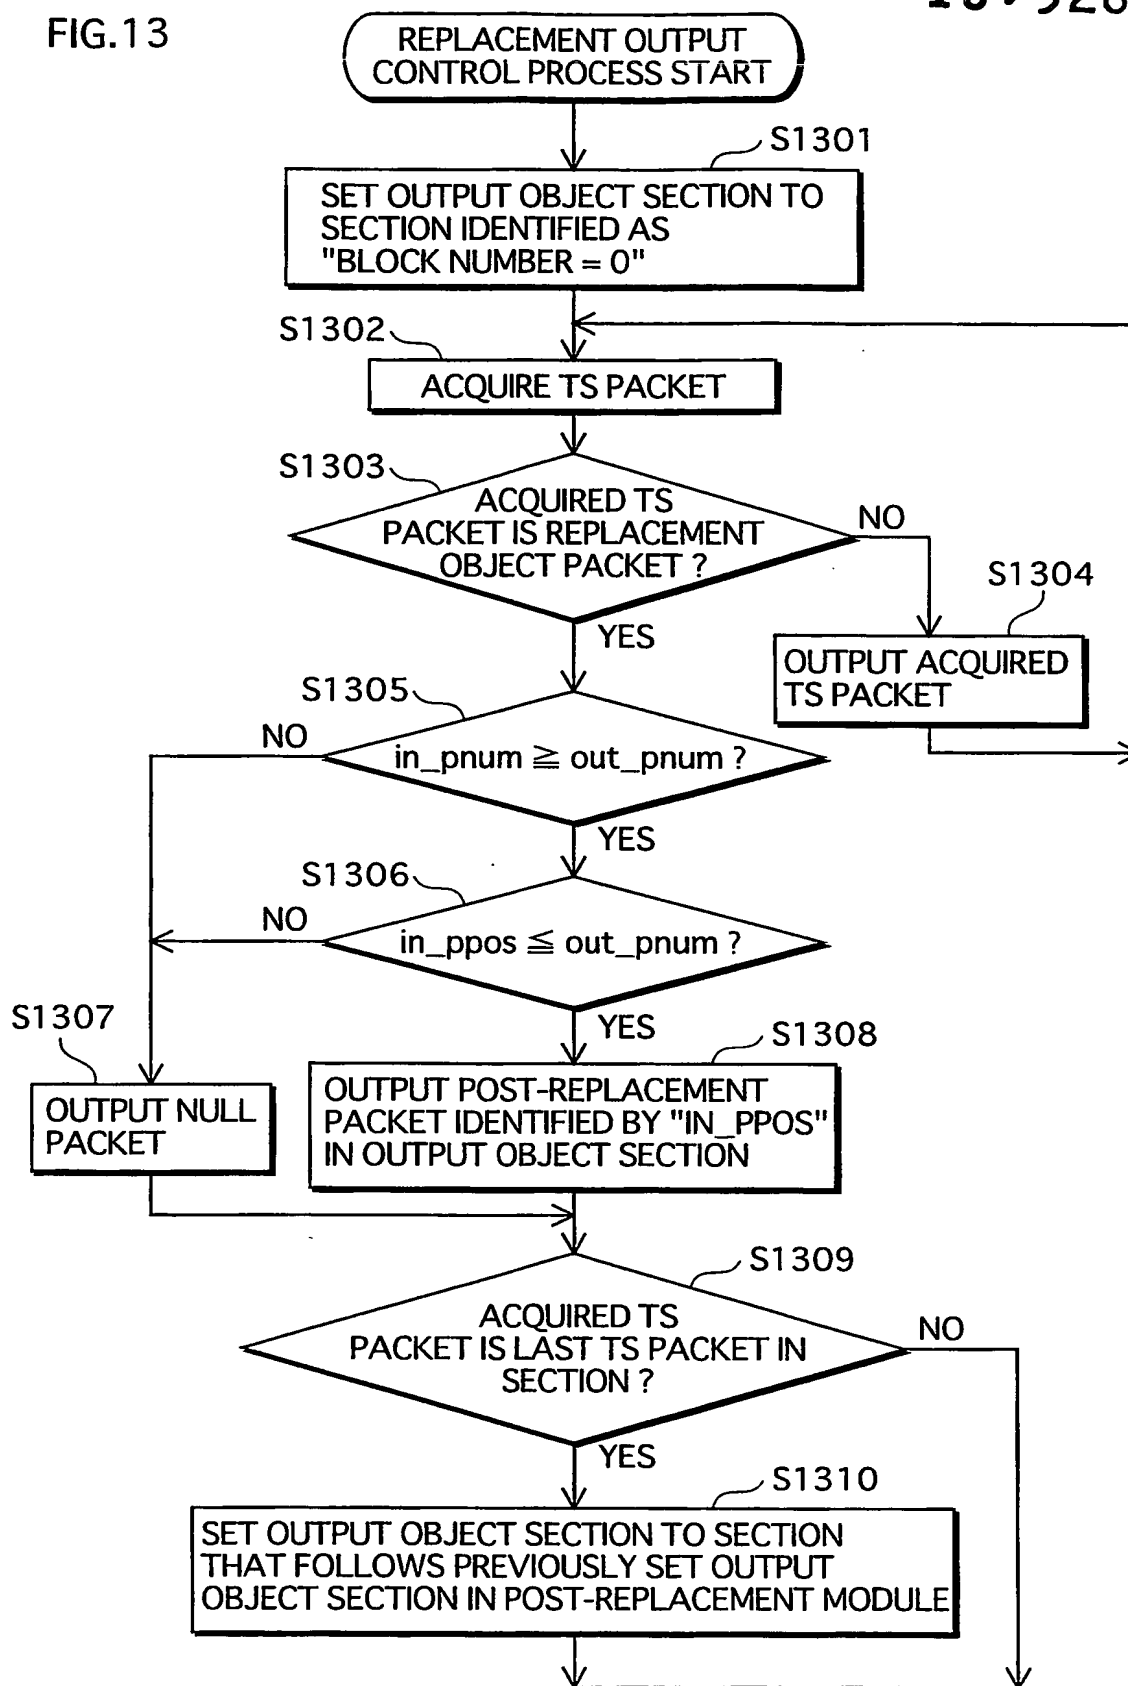 FIG.13
REPLACEMENT OUTPUT
CONTROL PROCESS START
S1301
SET OUTPUT OBJECT SECTION TO
SECTION IDENTIFIED AS
"BLOCK NUMBER = 0"
S1302
ACQUIRE TS PACKET
S1303
ACQUIRED TS
PACKET IS REPLACEMENT
OBJECT PACKET ?
NO
YES
S1304
OUTPUT ACQUIRED
TS PACKET
S1305
in_pnum ≧ out_pnum ?
NO
YES
S1306
in_ppos ≦ out_pnum ?
NO
YES
S1307
OUTPUT NULL
PACKET
S1308
OUTPUT POST-REPLACEMENT
PACKET IDENTIFIED BY "IN_PPOS"
IN OUTPUT OBJECT SECTION
S1309
ACQUIRED TS
PACKET IS LAST TS PACKET IN
SECTION ?
NO
YES
S1310
SET OUTPUT OBJECT SECTION TO SECTION
THAT FOLLOWS PREVIOUSLY SET OUTPUT
OBJECT SECTION IN POST-REPLACEMENT MODULE